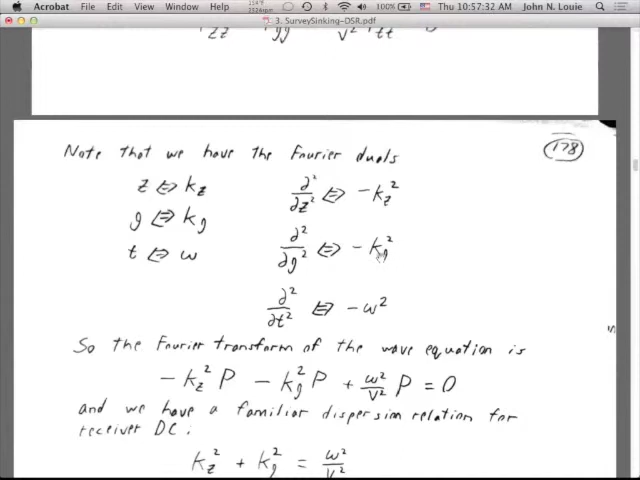 Acrobat File Edit View Window Help 100% Thu 10:57:32 AM John N. Louie
3. SurveySinking-DSR.pdf
Note that we have the Fourier duals
178
z ⇔ k_z ∂²/∂z² ⇔ -k_z²
g ⇔ k_g ∂²/∂g² ⇔ -k_g²
t ⇔ ω ∂²/∂t² ⇔ -ω²
So the Fourier transform of the wave equation is
-k_z² P - k_g² P + ω²/v² P = 0
and we have a familiar dispersion relation for
receiver DC:
k_z² + k_g² = ω²/v²